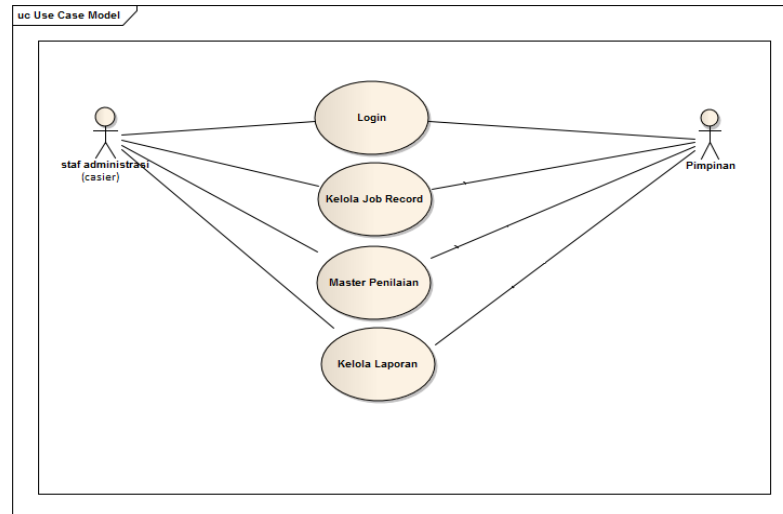 uc Use Case Model
Login
staf administrasi
(casier)
Pimpinan
Kelola Job Record
Master Penilaian
Kelola Laporan